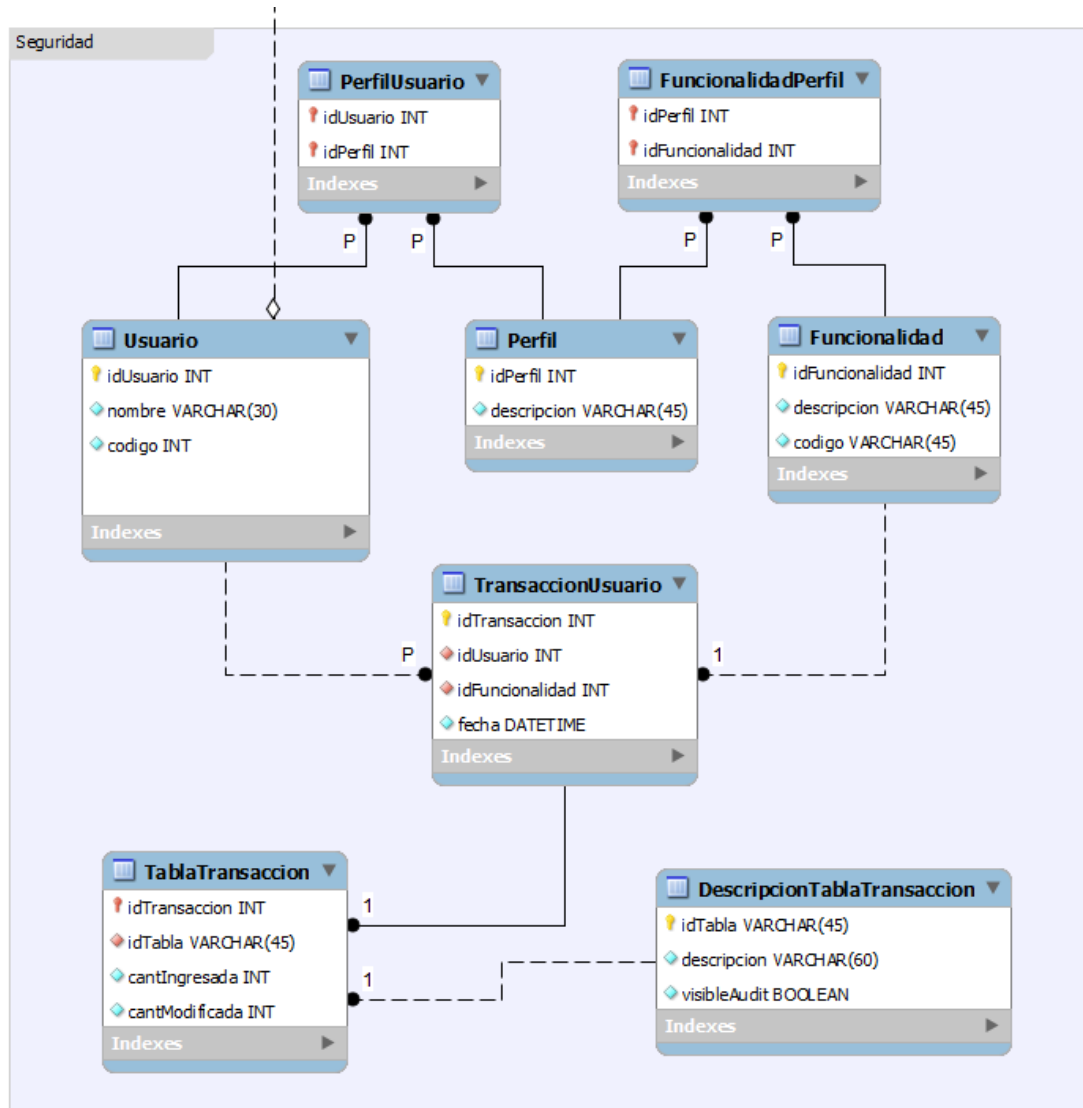 Seguridad
PerfilUsuario
idUsuario INT
idPerfil INT
Indexes
FuncionalidadPerfil
idPerfil INT
idFuncionalidad INT
Indexes
P
P
P
P
Usuario
idUsuario INT
nombre VARCHAR(30)
codigo INT
Indexes
Perfil
idPerfil INT
descripcion VARCHAR(45)
Indexes
Funcionalidad
idFuncionalidad INT
descripcion VARCHAR(45)
codigo VARCHAR(45)
Indexes
TransaccionUsuario
idTransaccion INT
idUsuario INT
idFuncionalidad INT
fecha DATETIME
Indexes
P
1
TablaTransaccion
idTransaccion INT
idTabla VARCHAR(45)
cantIngresada INT
cantModificada INT
Indexes
1
1
DescripcionTablaTransaccion
idTabla VARCHAR(45)
descripcion VARCHAR(60)
visibleAudit BOOLEAN
Indexes